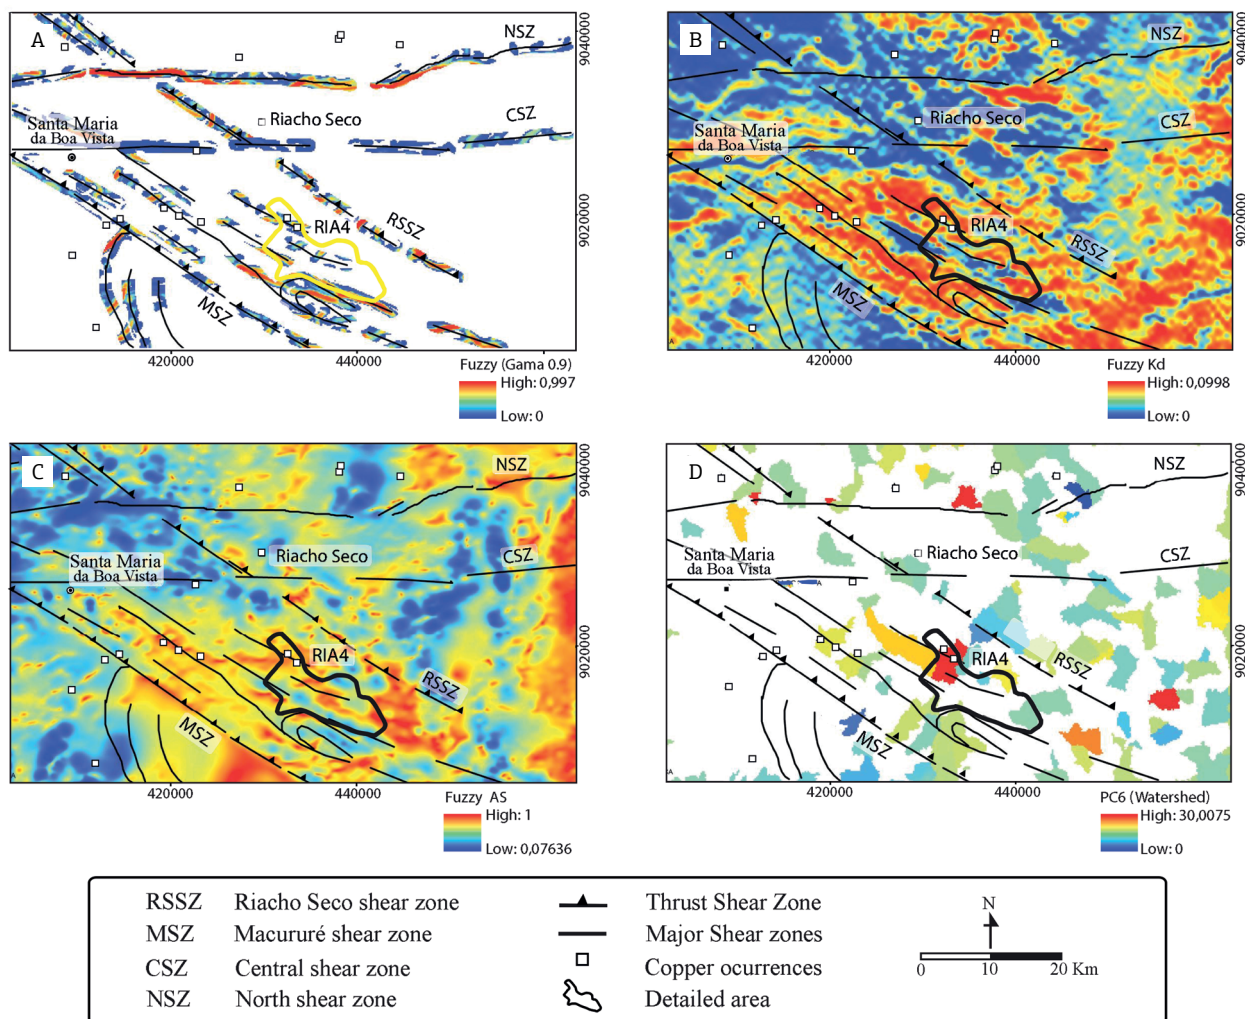 A
NSZ
9040000
Riacho Seco
CSZ
Santa Maria
da Boa Vista
9020000
RIA4
RSSZ
MSZ
420000
440000
Fuzzy (Gama 0.9)
High: 0,997
Low: 0
B
NSZ
9040000
Riacho Seco
CSZ
Santa Maria
da Boa Vista
9020000
RIA4
RSSZ
MSZ
A
420000
440000
Fuzzy Kd
High: 0,0998
Low: 0
C
NSZ
9040000
Riacho Seco
CSZ
Santa Maria
da Boa Vista
9020000
RIA4
RSSZ
MSZ
A
420000
440000
Fuzzy AS
High: 1
Low: 0,07636
D
NSZ
9040000
Riacho Seco
CSZ
Santa Maria
da Boa Vista
A
9020000
RIA4
RSSZ
MSZ
A
420000
440000
PC6 (Watershed)
High: 30,0075
Low: 0
RSSZ Riacho Seco shear zone
MSZ Macururé shear zone
CSZ Central shear zone
NSZ North shear zone
Thrust Shear Zone
Major Shear zones
Copper ocurrences
Detailed area
N
0 10 20 Km